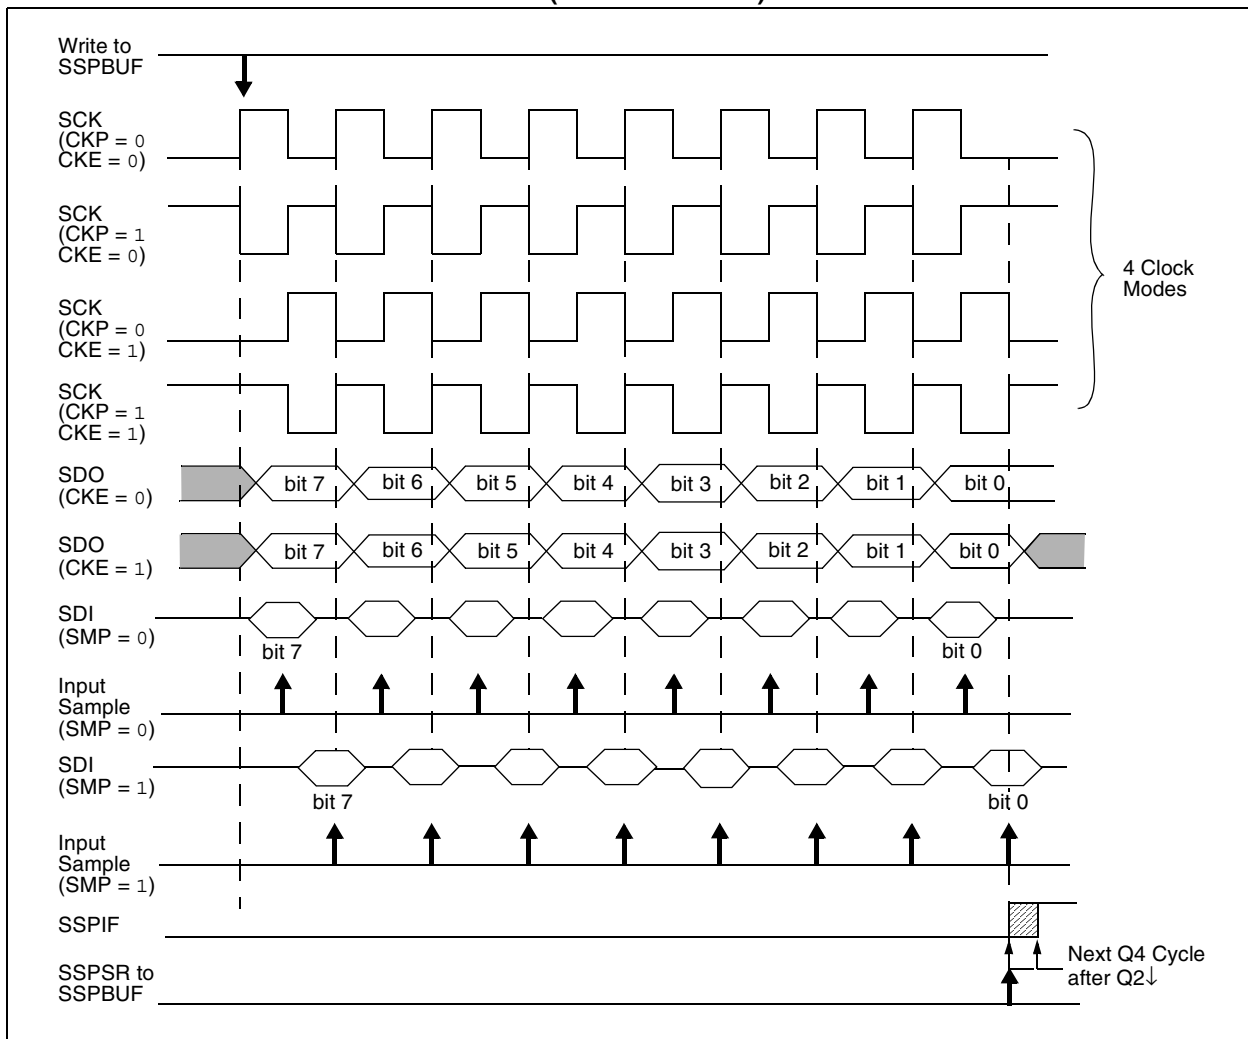 Write to
SSPBUF
SCK
(CKP = 0
CKE = 0)
SCK
(CKP = 1
CKE = 0)
4 Clock
Modes
SCK
(CKP = 0
CKE = 1)
SCK
(CKP = 1
CKE = 1)
SDO
(CKE = 0)
bit 7 bit 6 bit 5 bit 4 bit 3 bit 2 bit 1 bit 0
SDO
(CKE = 1)
bit 7 bit 6 bit 5 bit 4 bit 3 bit 2 bit 1 bit 0
SDI
(SMP = 0)
bit 7 bit 0
Input
Sample
(SMP = 0)
SDI
(SMP = 1)
bit 7 bit 0
Input
Sample
(SMP = 1)
SSPIF
Next Q4 Cycle
after Q2↓
SSPSR to
SSPBUF